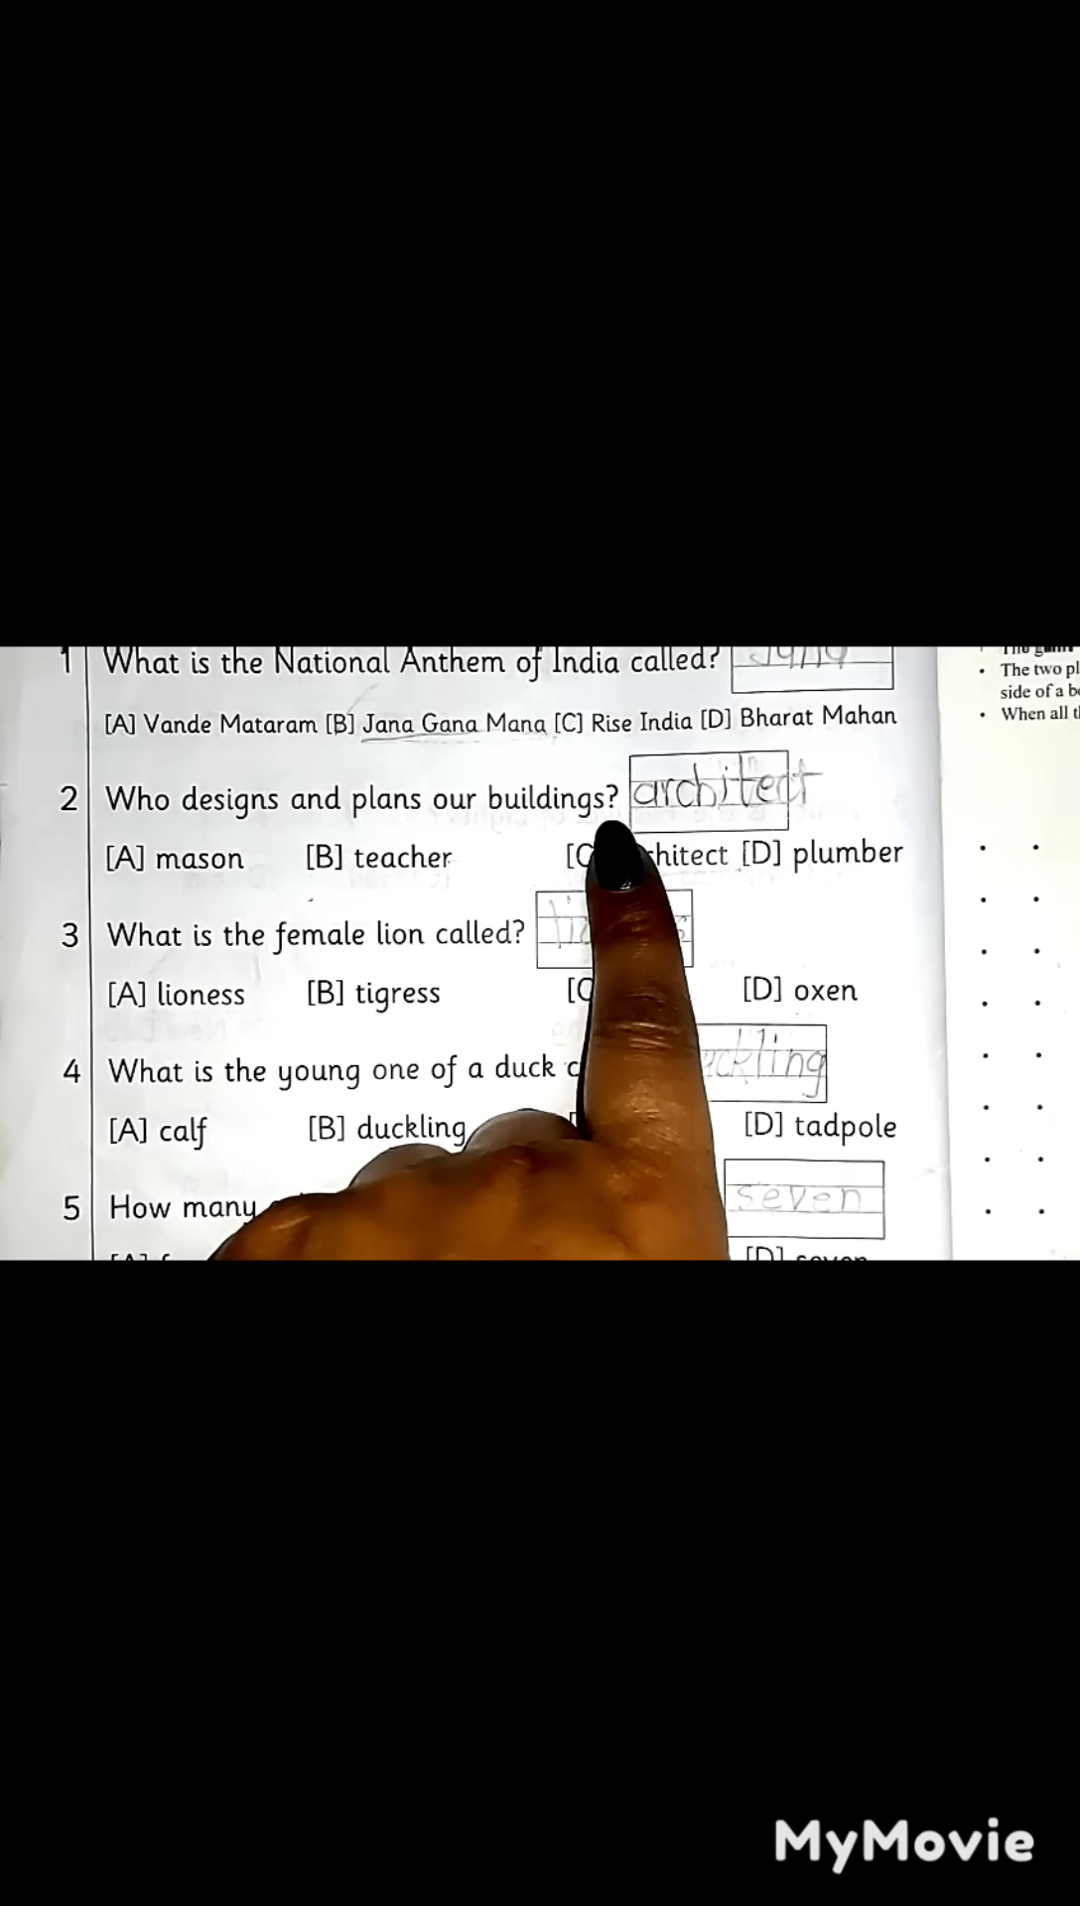 1 What is the National Anthem of India called?
[A] Vande Mataram [B] Jana Gana Mana [C] Rise India [D] Bharat Mahan
2 Who designs and plans our buildings? architect
[A] mason [B] teacher hitect [D] plumber
3 What is the female lion called?
[A] lioness [B] tigress [D] oxen
4 What is the young one of a duck ckling
[A] calf [B] duckling [D] tadpole
5 How many seven
[D] seven
• The two pl
side of a b
• When all t
MyMovie